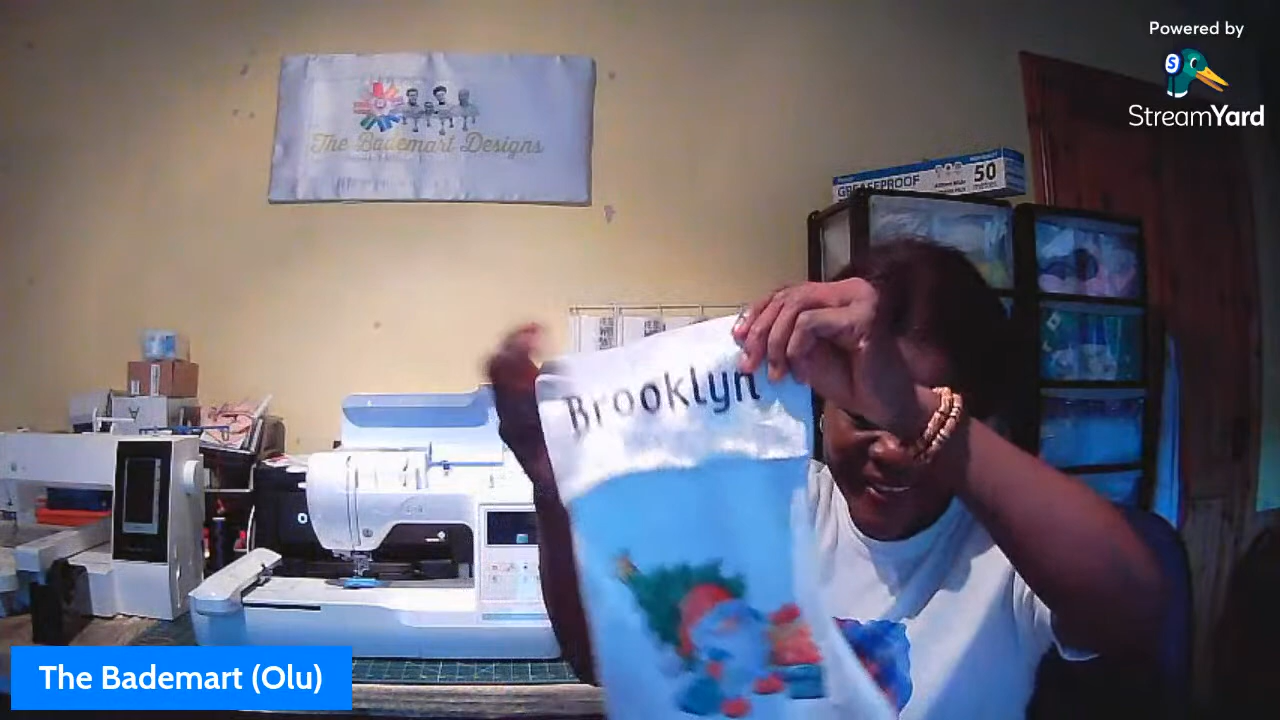 Powered by
StreamYard
The Bademart Designs
GREASEPROOF
50
Brooklyn
The Bademart (Olu)